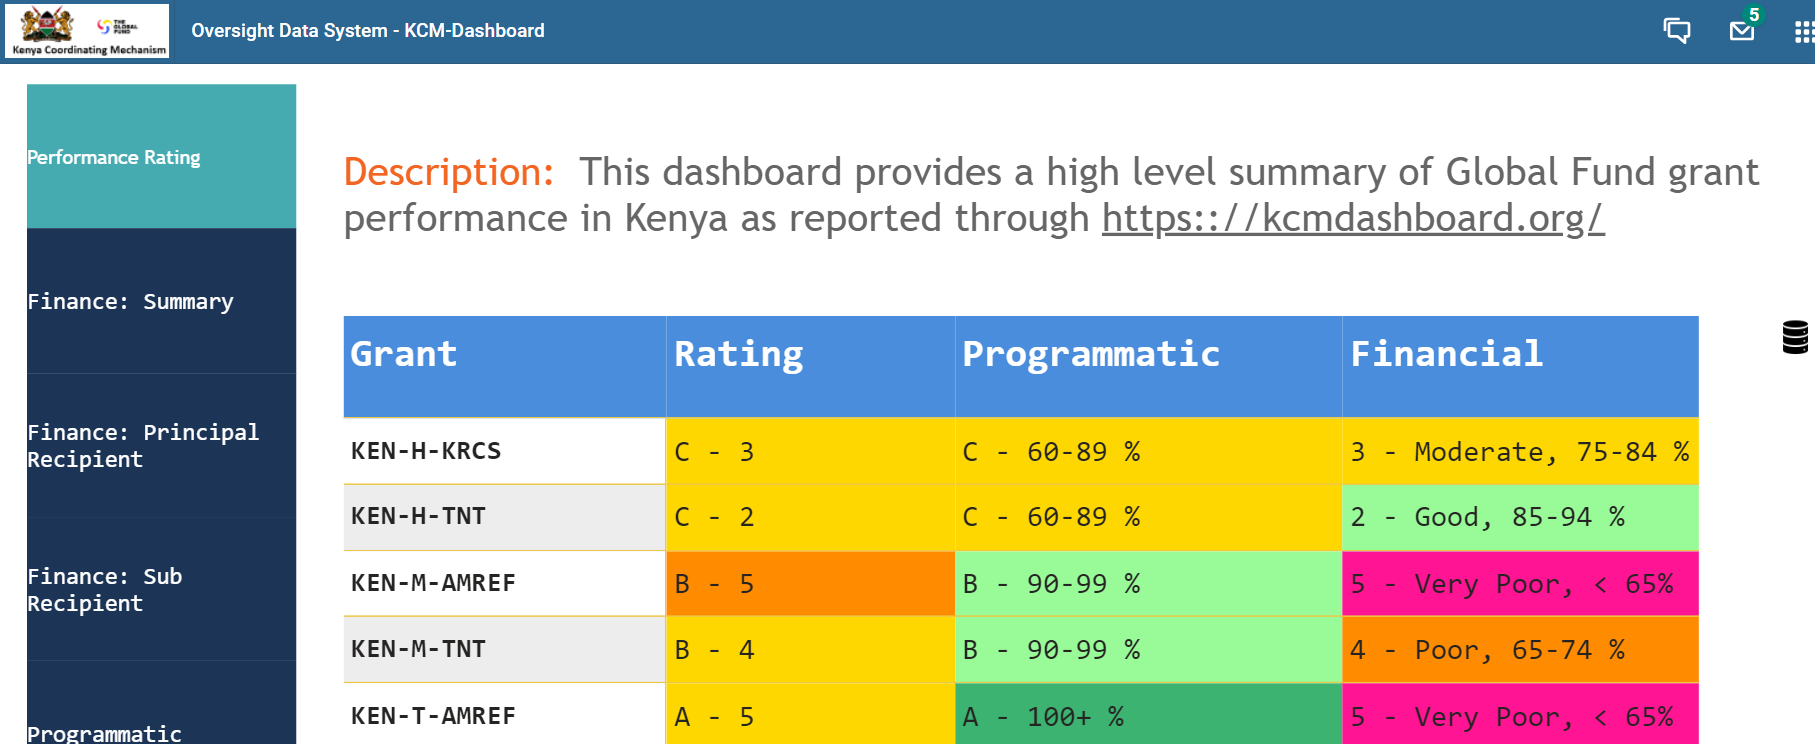 THE
GLOBAL
FUND
Kenya Coordinating Mechanism
Oversight Data System - KCM-Dashboard
5
Performance Rating
Finance: Summary
Finance: Principal
Recipient
Finance: Sub
Recipient
Programmatic
Description: This dashboard provides a high level summary of Global Fund grant
performance in Kenya as reported through https:://kcmdashboard.org/
Grant Rating Programmatic Financial
KEN-H-KRCS C - 3 C - 60-89 % 3 - Moderate, 75-84 %
KEN-H-TNT C - 2 C - 60-89 % 2 - Good, 85-94 %
KEN-M-AMREF B - 5 B - 90-99 % 5 - Very Poor, < 65%
KEN-M-TNT B - 4 B - 90-99 % 4 - Poor, 65-74 %
KEN-T-AMREF A - 5 A - 100+ % 5 - Very Poor, < 65%